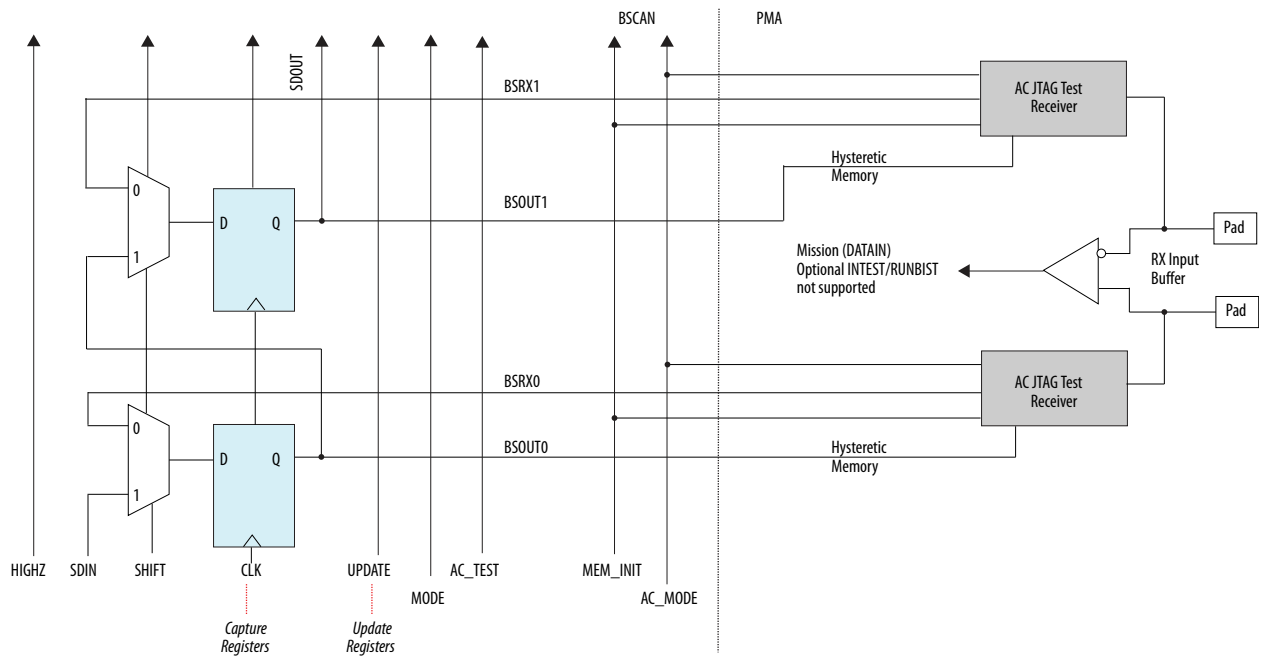 BSCAN
PMA
SDOUT
BSRX1
AC JTAG Test
Receiver
0
Hysteretic
Memory
D
Q
BSOUT1
1
Pad
Mission (DATAIN)
Optional INTEST/RUNBIST
not supported
RX Input
Buffer
Pad
BSRX0
AC JTAG Test
Receiver
0
D
Q
BSOUT0
Hysteretic
Memory
1
HIGHZ
SDIN
SHIFT
CLK
UPDATE
AC_TEST
MEM_INIT
MODE
AC_MODE
Capture
Registers
Update
Registers